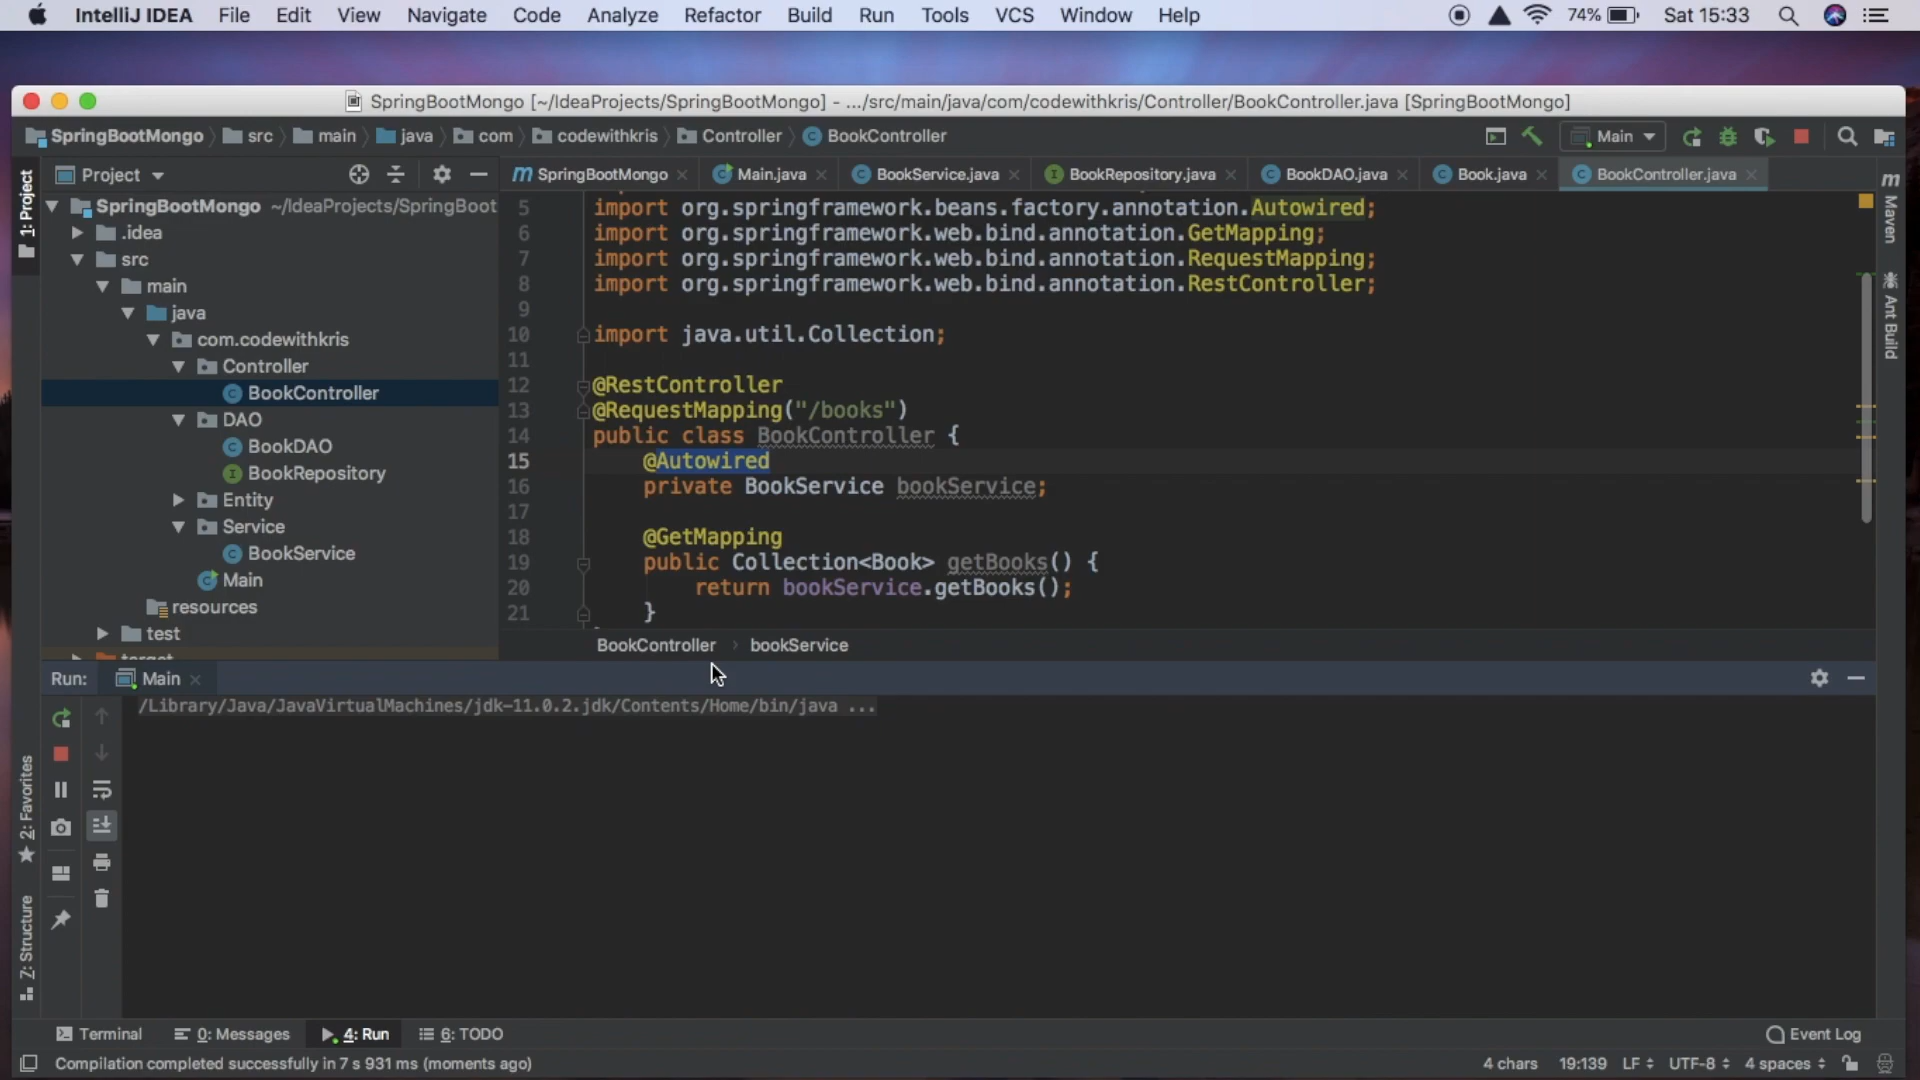 IntelliJ IDEA File Edit View Navigate Code Analyze Refactor Build Run Tools VCS Window Help 74% Sat 15:33
SpringBootMongo [~/IdeaProjects/SpringBootMongo] - .../src/main/java/com/codewithkris/Controller/BookController.java [SpringBootMongo]
SpringBootMongo src main java com codewithkris Controller BookController Main
Project SpringBootMongo Main.java BookService.java BookRepository.java BookDAO.java Book.java BookController.java
1: Project
2: Favorites
7: Structure
Maven
Ant Build
SpringBootMongo ~/IdeaProjects/SpringBoot
.idea
src
main
java
com.codewithkris
Controller
BookController
DAO
BookDAO
BookRepository
Entity
Service
BookService
Main
resources
test
5 import org.springframework.beans.factory.annotation.Autowired;
6 import org.springframework.web.bind.annotation.GetMapping;
7 import org.springframework.web.bind.annotation.RequestMapping;
8 import org.springframework.web.bind.annotation.RestController;
9
10 import java.util.Collection;
11
12 @RestController
13 @RequestMapping("/books")
14 public class BookController {
15 @Autowired
16 private BookService bookService;
17
18 @GetMapping
19 public Collection<Book> getBooks() {
20 return bookService.getBooks();
21 }
BookController bookService
Run: Main
/Library/Java/JavaVirtualMachines/jdk-11.0.2.jdk/Contents/Home/bin/java ...
Terminal 0: Messages 4: Run 6: TODO Event Log
Compilation completed successfully in 7 s 931 ms (moments ago) 4 chars 19:139 LF UTF-8 4 spaces